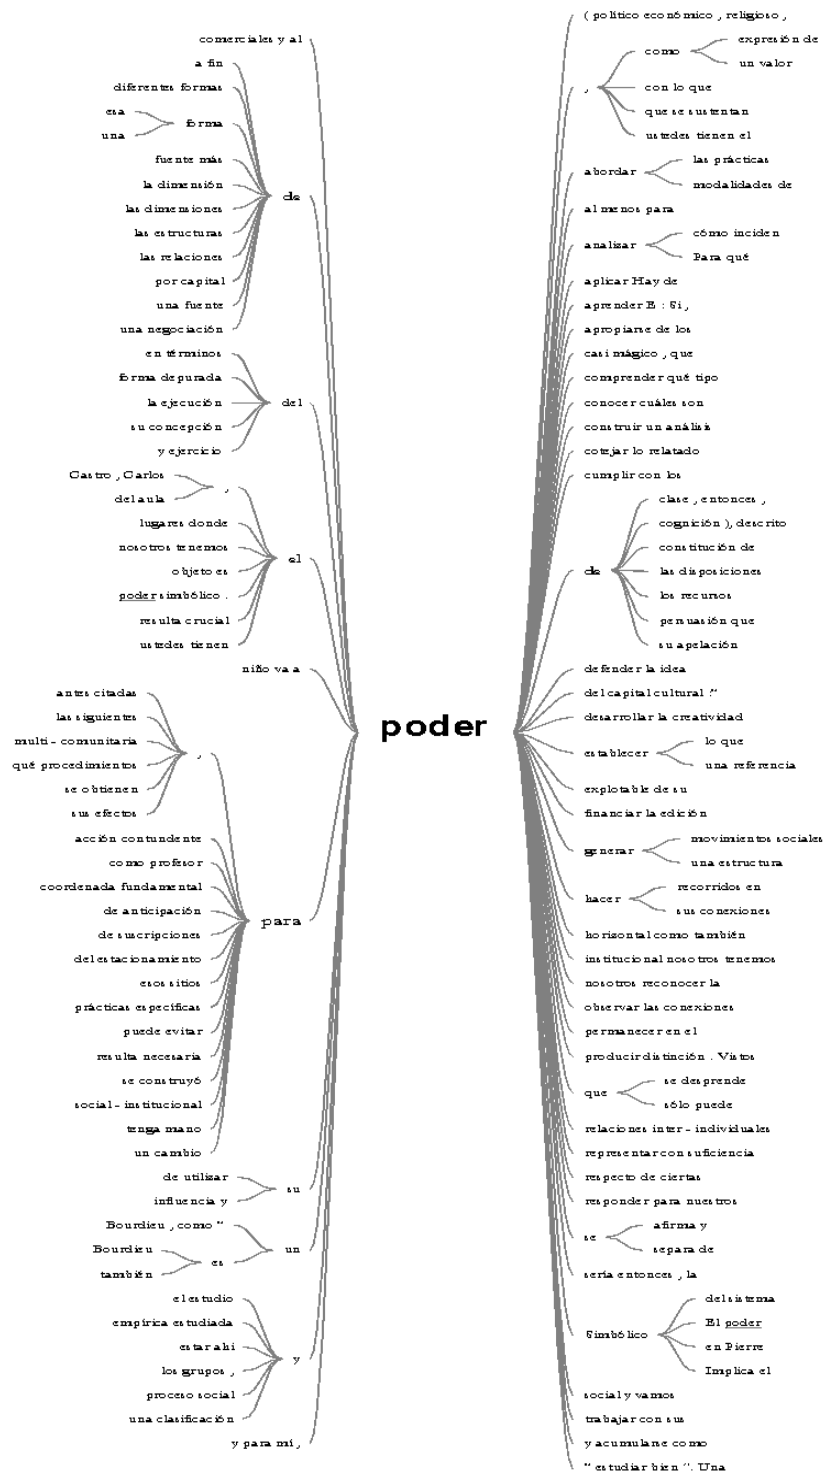 comerciales y al
a fin
diferentes formas
esa
una
forma
fuente más
la dimensión
las dimensiones
las estructuras
las relaciones
por capital
una fuente
una negociación
de
en términos
forma depurada
la ejecución
su concepción
y ejercicio
del
Castro , Carlos
del aula
,
lugares donde
nosotros tenemos
objeto es
poder simbólico .
resulta crucial
ustedes tienen
el
niño va a
antes citadas
las siguientes
multi - comunitaria
qué procedimientos
se obtienen
sus efectos
,
acción contundente
como profesor
coordenada fundamental
de anticipación
de suscripciones
del estacionamiento
esos sitios
prácticas específicas
puede evitar
resulta necesaria
se construyó
social - institucional
tenga mano
un cambio
para
de utilizar
influencia y
su
Bourdieu , como "
Bourdieu
también
es
un
el estudio
empírica estudiada
estar ahi
los grupos ,
proceso social
una clasificación
y
y para mí ,
poder
( político económico , religioso ,
,
como
expresión de
un valor
con lo que
que se sustentan
ustedes tienen el
abordar
las prácticas
modalidades de
al menos para
analizar
cómo inciden
Para qué
aplicar Hay de
aprender E : Si ,
apropiarse de los
casi mágico , que
comprender qué tipo
conocer cuáles son
construir un análisis
cotejar lo relatado
cumplir con los
de
clase , entonces ,
cognición ), descrito
constitución de
las disposiciones
los recursos
persuasión que
su apelación
defender la idea
del capital cultural ."
desarrollar la creatividad
establecer
lo que
una referencia
explotable de su
financiar la edición
generar
movimientos sociales
una estructura
hacer
recorridos en
sus conexiones
horizontal como también
institucional nosotros tenemos
nosotros reconocer la
observar las conexiones
permanecer en el
producir distinción . Vistos
que
se desprende
sólo puede
relaciones inter - individuales
representar con suficiencia
respecto de ciertas
responder para nuestros
se
afirma y
separa de
sería entonces , la
Simbólico
del sistema
El poder
en Pierre
Implica el
social y vamos
trabajar con sus
y acumularse como
" estudiar bien ". Una